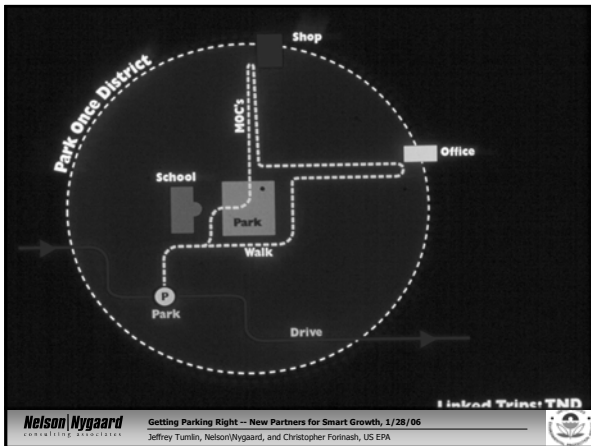 Shop
Park Once District
MOC's
Office
School
Park
Walk
P
Park
Drive
Linked Trips: TND
Nelson|Nygaard
consulting associates
Getting Parking Right -- New Partners for Smart Growth, 1/28/06
Jeffrey Tumlin, Nelson\Nygaard, and Christopher Forinash, US EPA